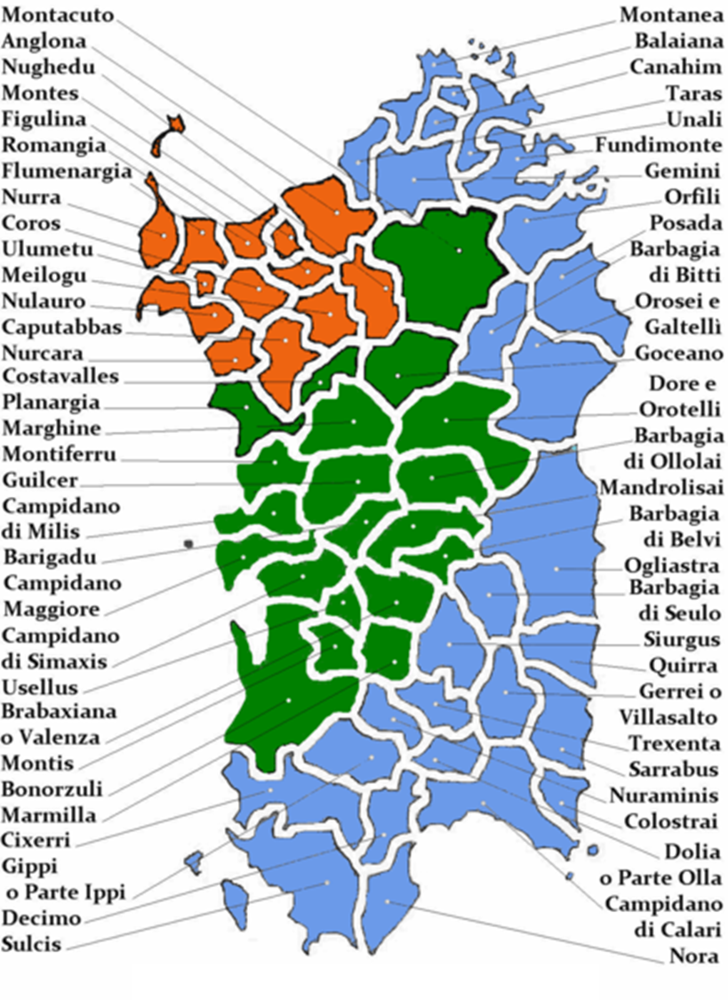 Montacuto
Anglona
Nughedu
Montes
Figulina
Romangia
Flumenargia
Nurra
Coros
Ulumetu
Meilogu
Nulauro
Caputabbas
Nurcara
Costavalles
Planargia
Marghine
Montiferru
Guilcer
Campidano
di Milis
Barigadu
Campidano
Maggiore
Campidano
di Simaxis
Usellus
Brabaxiana
o Valenza
Montis
Bonorzuli
Marmilla
Cixerri
Gippi
o Parte Ippi
Decimo
Sulcis
Montanea
Balaiana
Canahim
Taras
Unali
Fundimonte
Gemini
Orfili
Posada
Barbagia
di Bitti
Orosei e
Galtellì
Goceano
Dore e
Orotelli
Barbagia
di Ollolai
Mandrolisai
Barbagia
di Belvi
Ogliastra
Barbagia
di Seulo
Siurgus
Quirra
Gerrei o
Villasalto
Trexenta
Sarrabus
Nuraminis
Colostrai
Dolia
o Parte Olla
Campidano
di Calari
Nora